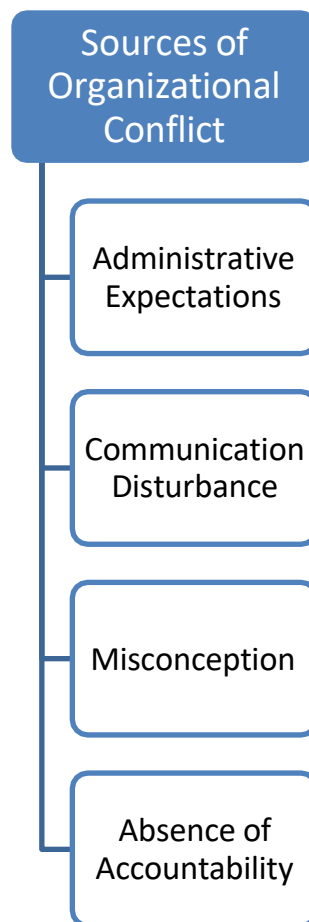 Sources of
Organizational
Conflict
Administrative
Expectations
Communication
Disturbance
Misconception
Absence of
Accountability